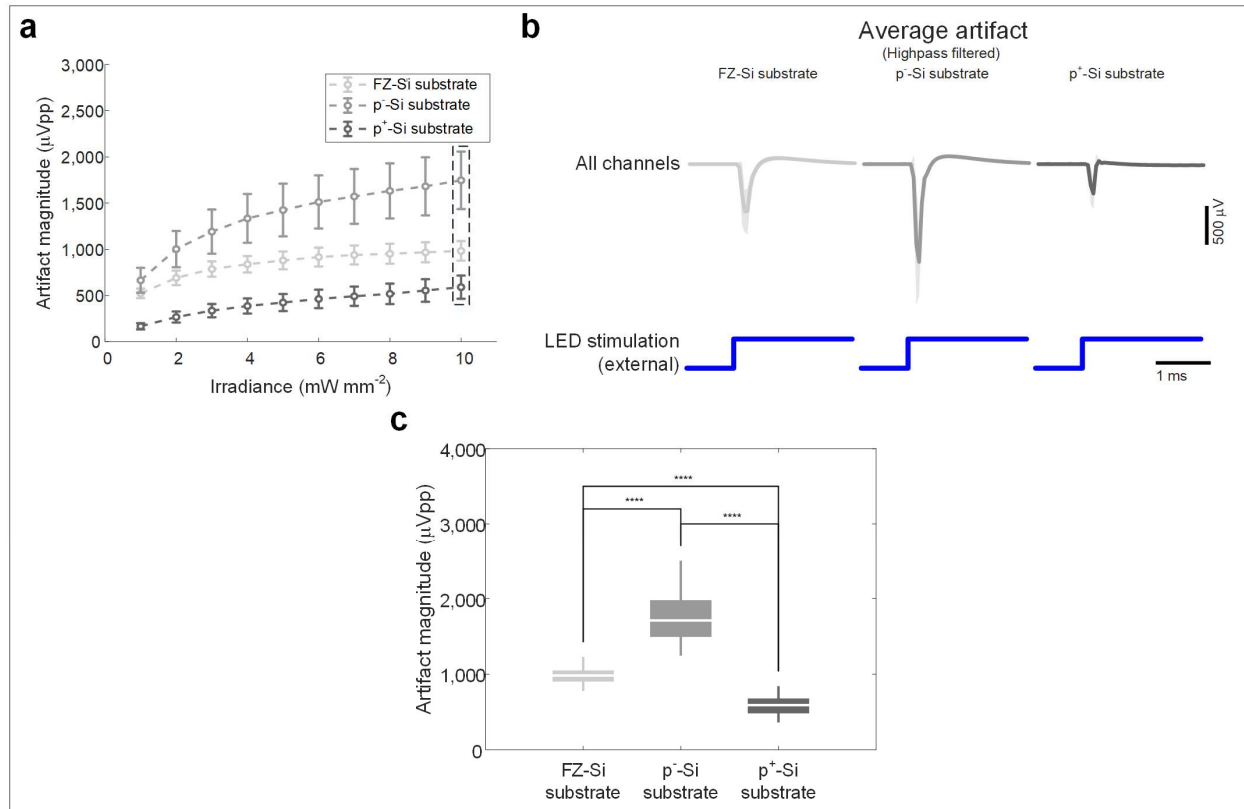 a
3,000
2,500
2,000
1,500
1,000
500
0
Artifact magnitude (μVpp)
0 2 4 6 8 10
Irradiance (mW mm⁻²)
FZ-Si substrate
p⁻-Si substrate
p⁺-Si substrate
b
Average artifact
(Highpass filtered)
FZ-Si substrate p⁻-Si substrate p⁺-Si substrate
All channels
500 μV
LED stimulation
(external)
1 ms
c
4,000
3,000
2,000
1,000
0
Artifact magnitude (μVpp)
****
****
****
FZ-Si p⁻-Si p⁺-Si
substrate substrate substrate